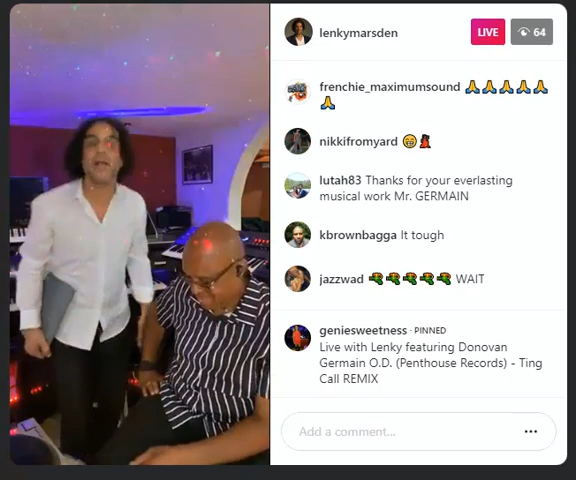 lenkymarsden
LIVE
64
frenchie_maximumsound 🙏🙏🙏🙏🙏
🙏
nikkifromyard 😁💃🏿
lutah83 Thanks for your everlasting
musical work Mr. GERMAIN
kbrownbagga It tough
jazzwad 🔫🔫🔫🔫🔫 WAIT
geniesweetness · PINNED
Live with Lenky featuring Donovan
Germain O.D. (Penthouse Records) - Ting
Call REMIX
Add a comment...